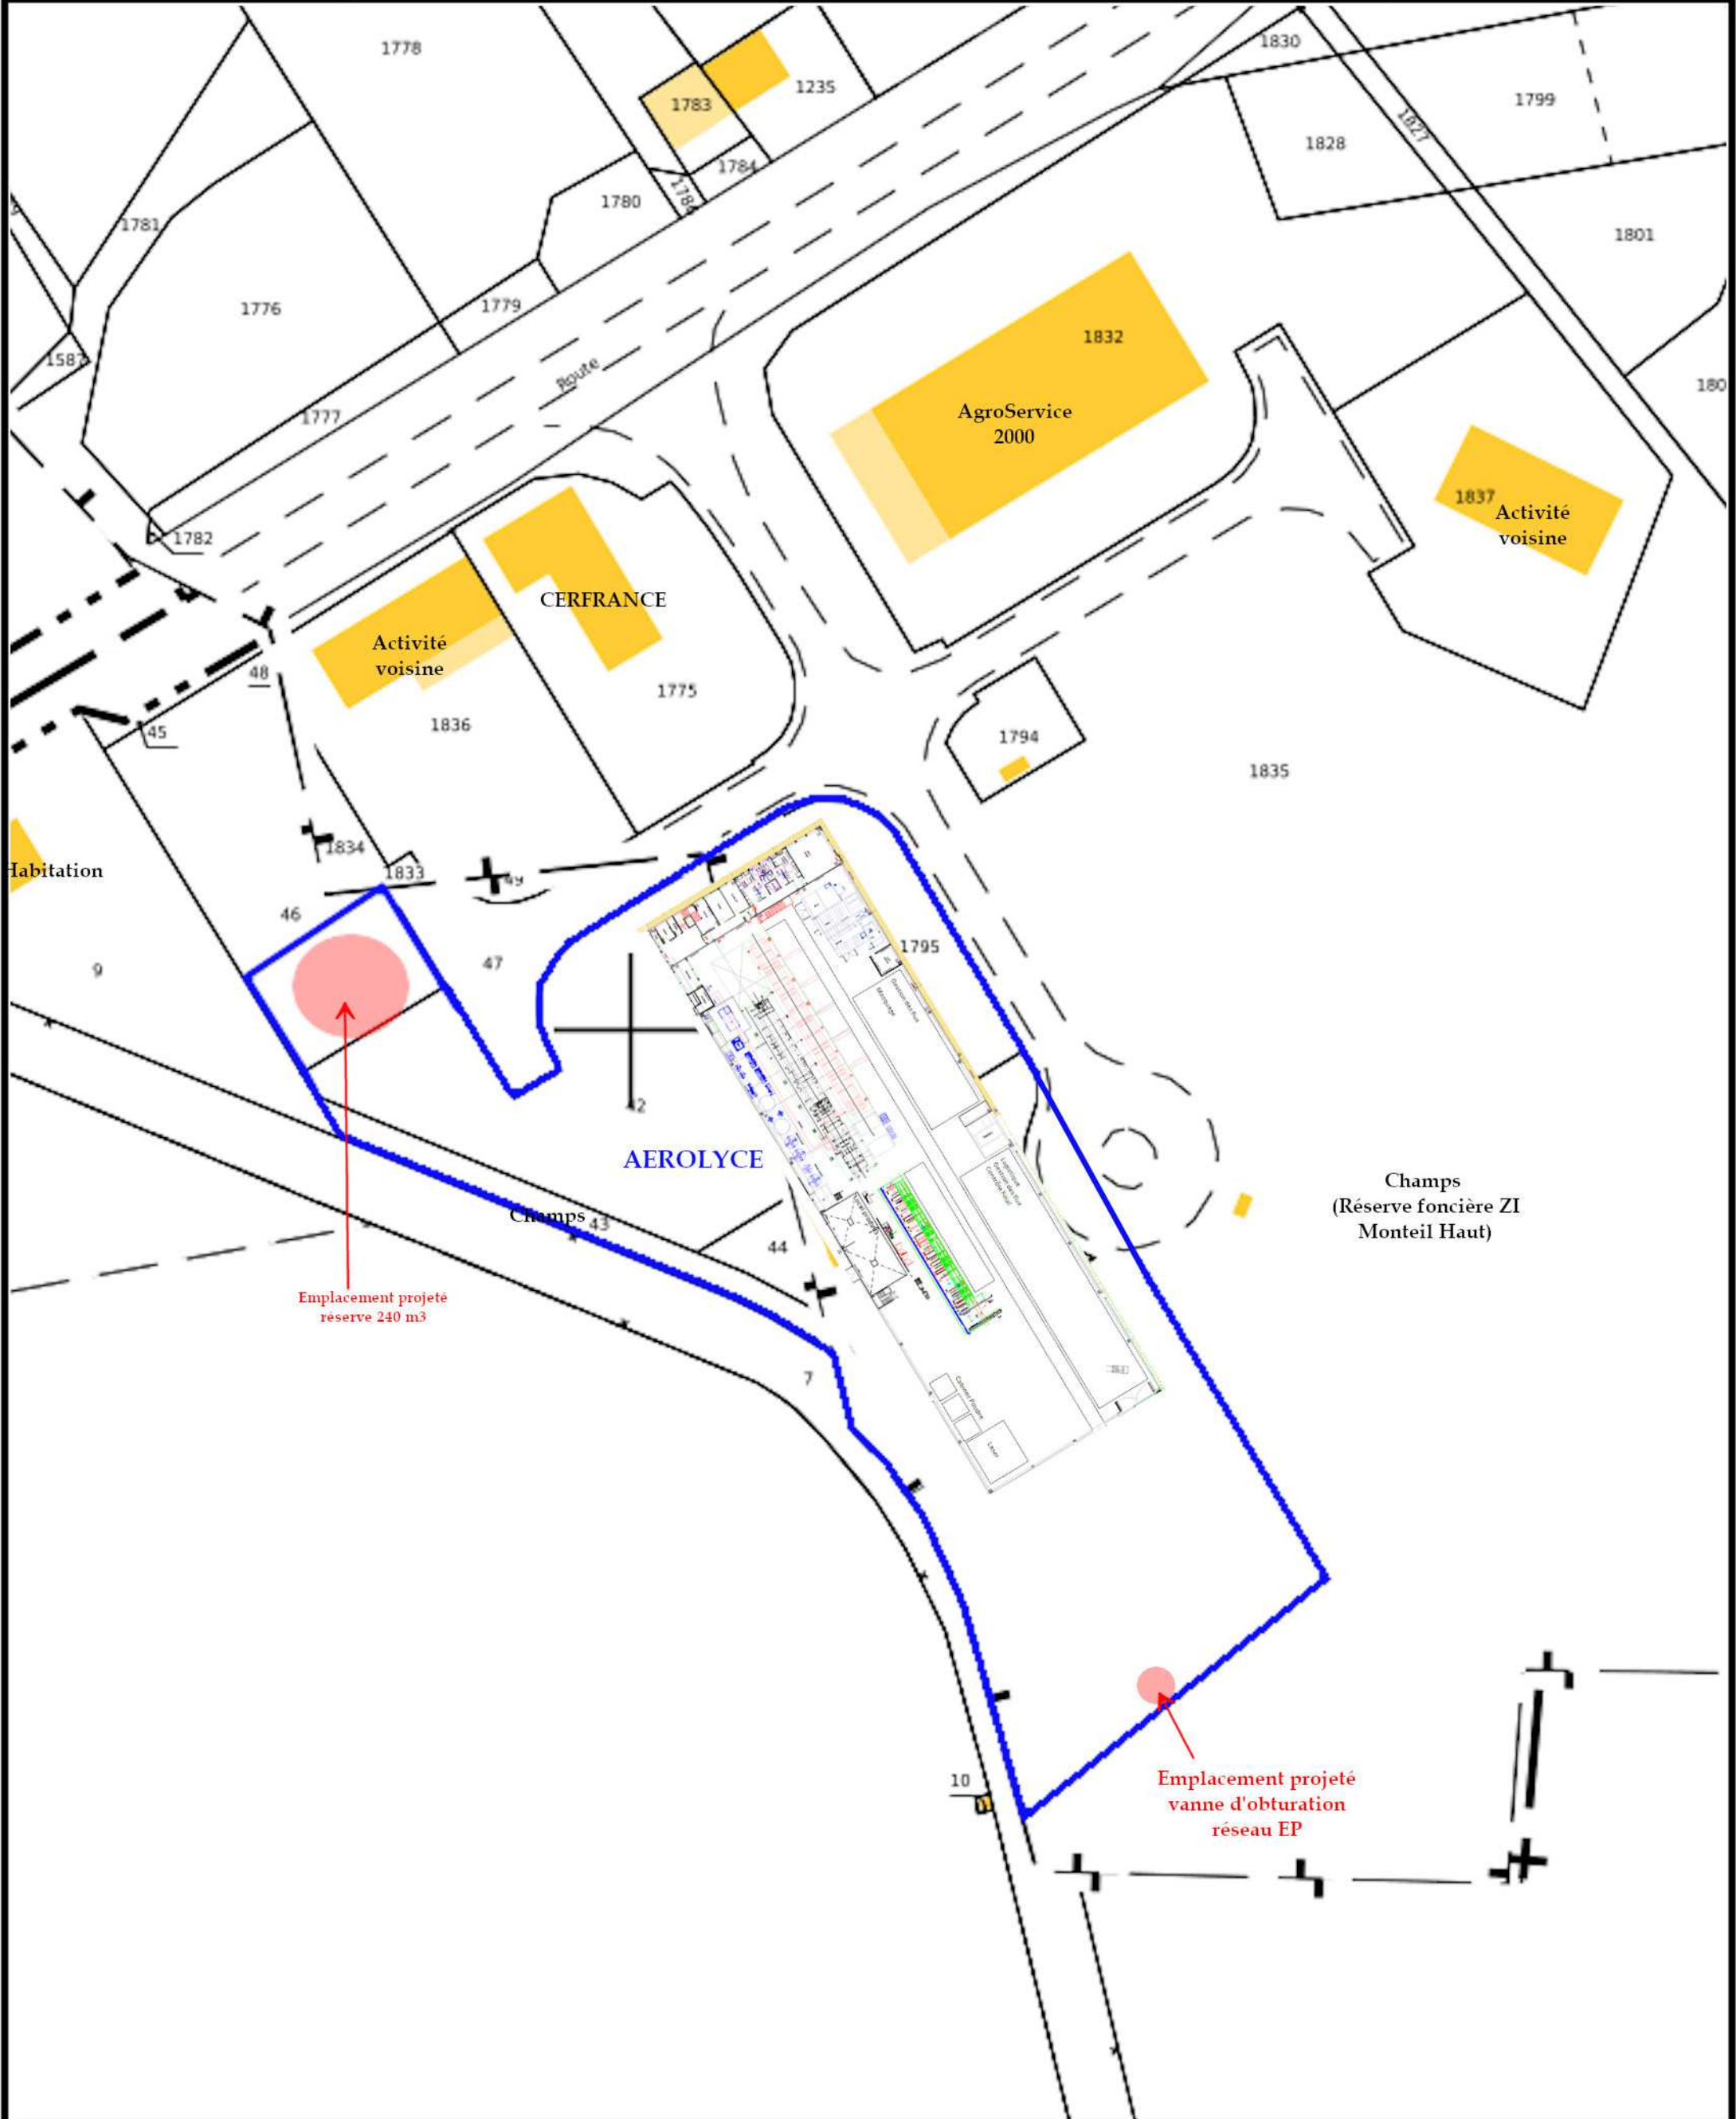 1778
1830
1235
1783
1799
1827
1828
1784
1786
1780
1781
1801
1779
1776
1832
1587
Route
180
1777
AgroService
2000
1837
Activité
voisine
1782
CERFRANCE
Activité
voisine
48
1775
1836
45
1794
1835
1834
Habitation
1833
49
46
1795
47
9
AEROLYCE
Champs
(Réserve foncière ZI
Monteil Haut)
Champs
43
44
Emplacement projeté
réserve 240 m3
7
Laser
10
Emplacement projeté
vanne d'obturation
réseau EP